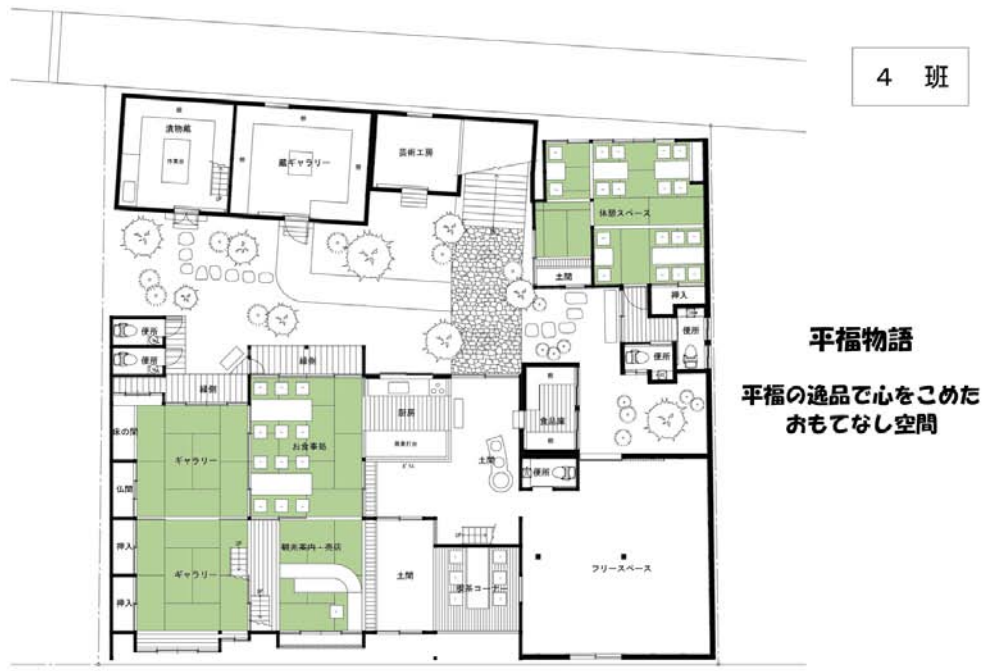 4 班
漬物蔵
作業台
蔵ギャラリー
芸術工房
休憩スペース
土間
押入
便所
便所
平福物語
平福の逸品で心をこめた
おもてなし空間
便所
便所
縁側
縁側
厨房
食品庫
ギャラリー
お食事処
土間
便所
仏間
押入
ギャラリー
観光案内・売店
土間
喫茶コーナー
フリースペース
押入